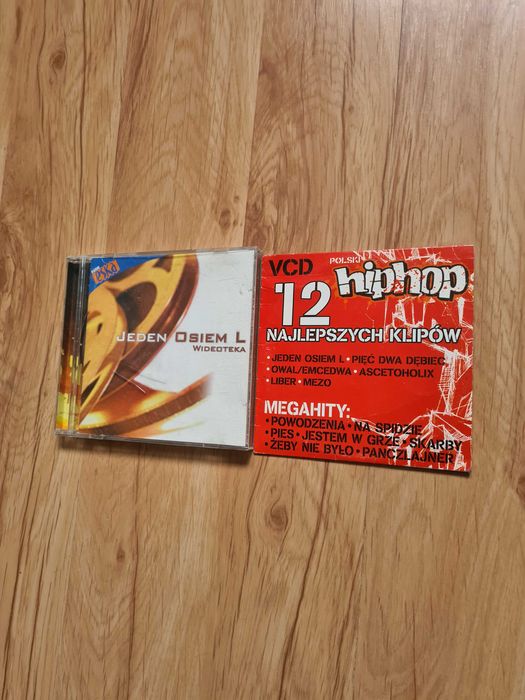 Jeden Osiem L
Wideoteka
VCD
POLSKI
hiphop
12
NAJLEPSZYCH KLIPÓW
• JEDEN OSIEM L • PIĘĆ DWA DĘBIEC
• OWAL/EMCEDWA • ASCETOHOLIX
• LIBER • MEZO
MEGAHITY:
• POWODZENIA • NA SPIDZIE
• PIES • JESTEM W GRZE • SKARBY
• ŻEBY NIE BYŁO • PANCZLAJNER